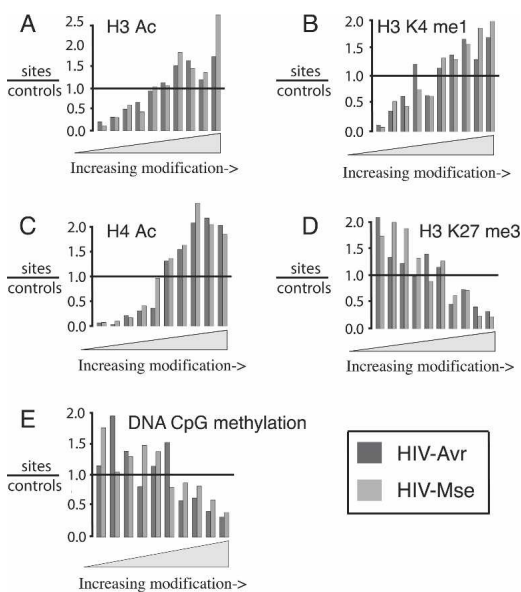 A
H3 Ac
sites
controls
2.5
2.0
1.5
1.0
0.5
0.0
Increasing modification->
B
H3 K4 me1
sites
controls
2.0
1.5
1.0
0.5
0.0
Increasing modification->
C
H4 Ac
sites
controls
2.0
1.5
1.0
0.5
0.0
Increasing modification->
D
H3 K27 me3
sites
controls
2.0
1.5
1.0
0.5
0.0
Increasing modification->
E
DNA CpG methylation
sites
controls
2.0
1.5
1.0
0.5
0.0
Increasing modification->
HIV-Avr
HIV-Mse